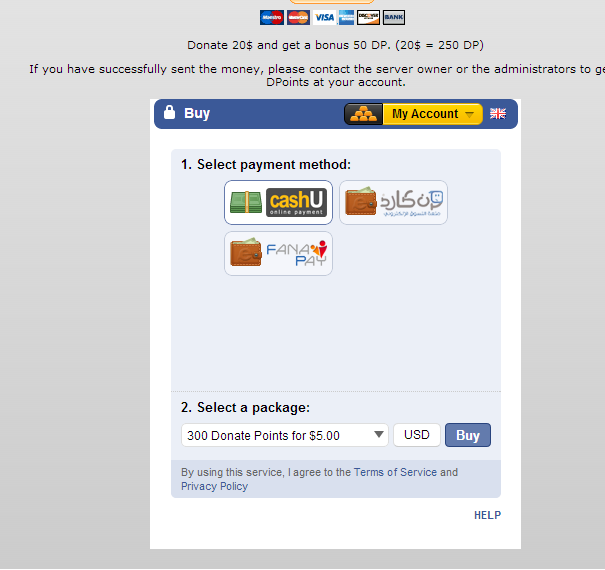 Maestro MasterCard VISA DISCOVER BANK
Donate 20$ and get a bonus 50 DP. (20$ = 250 DP)
If you have successfully sent the money, please contact the server owner or the administrators to ge
DPoints at your account.
Buy My Account
1. Select payment method:
cashU
online payment
ون كارد
FANA
PAY
2. Select a package:
300 Donate Points for $5.00 USD Buy
By using this service, I agree to the Terms of Service and
Privacy Policy
HELP